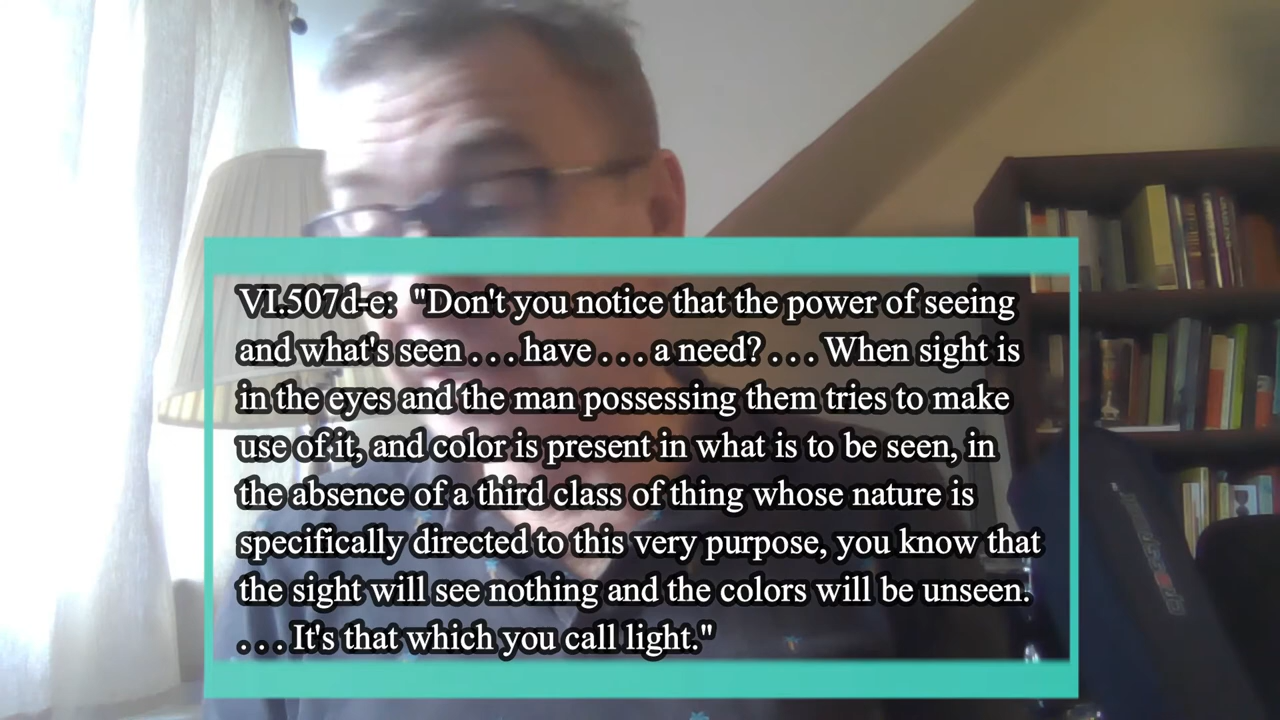 VI.507d-e:  "Don't you notice that the power of seeing
and what's seen . . . have . . . a need? . . . When sight is
in the eyes and the man possessing them tries to make
use of it, and color is present in what is to be seen, in
the absence of a third class of thing whose nature is
specifically directed to this very purpose, you know that
the sight will see nothing and the colors will be unseen.
. . . It's that which you call light."